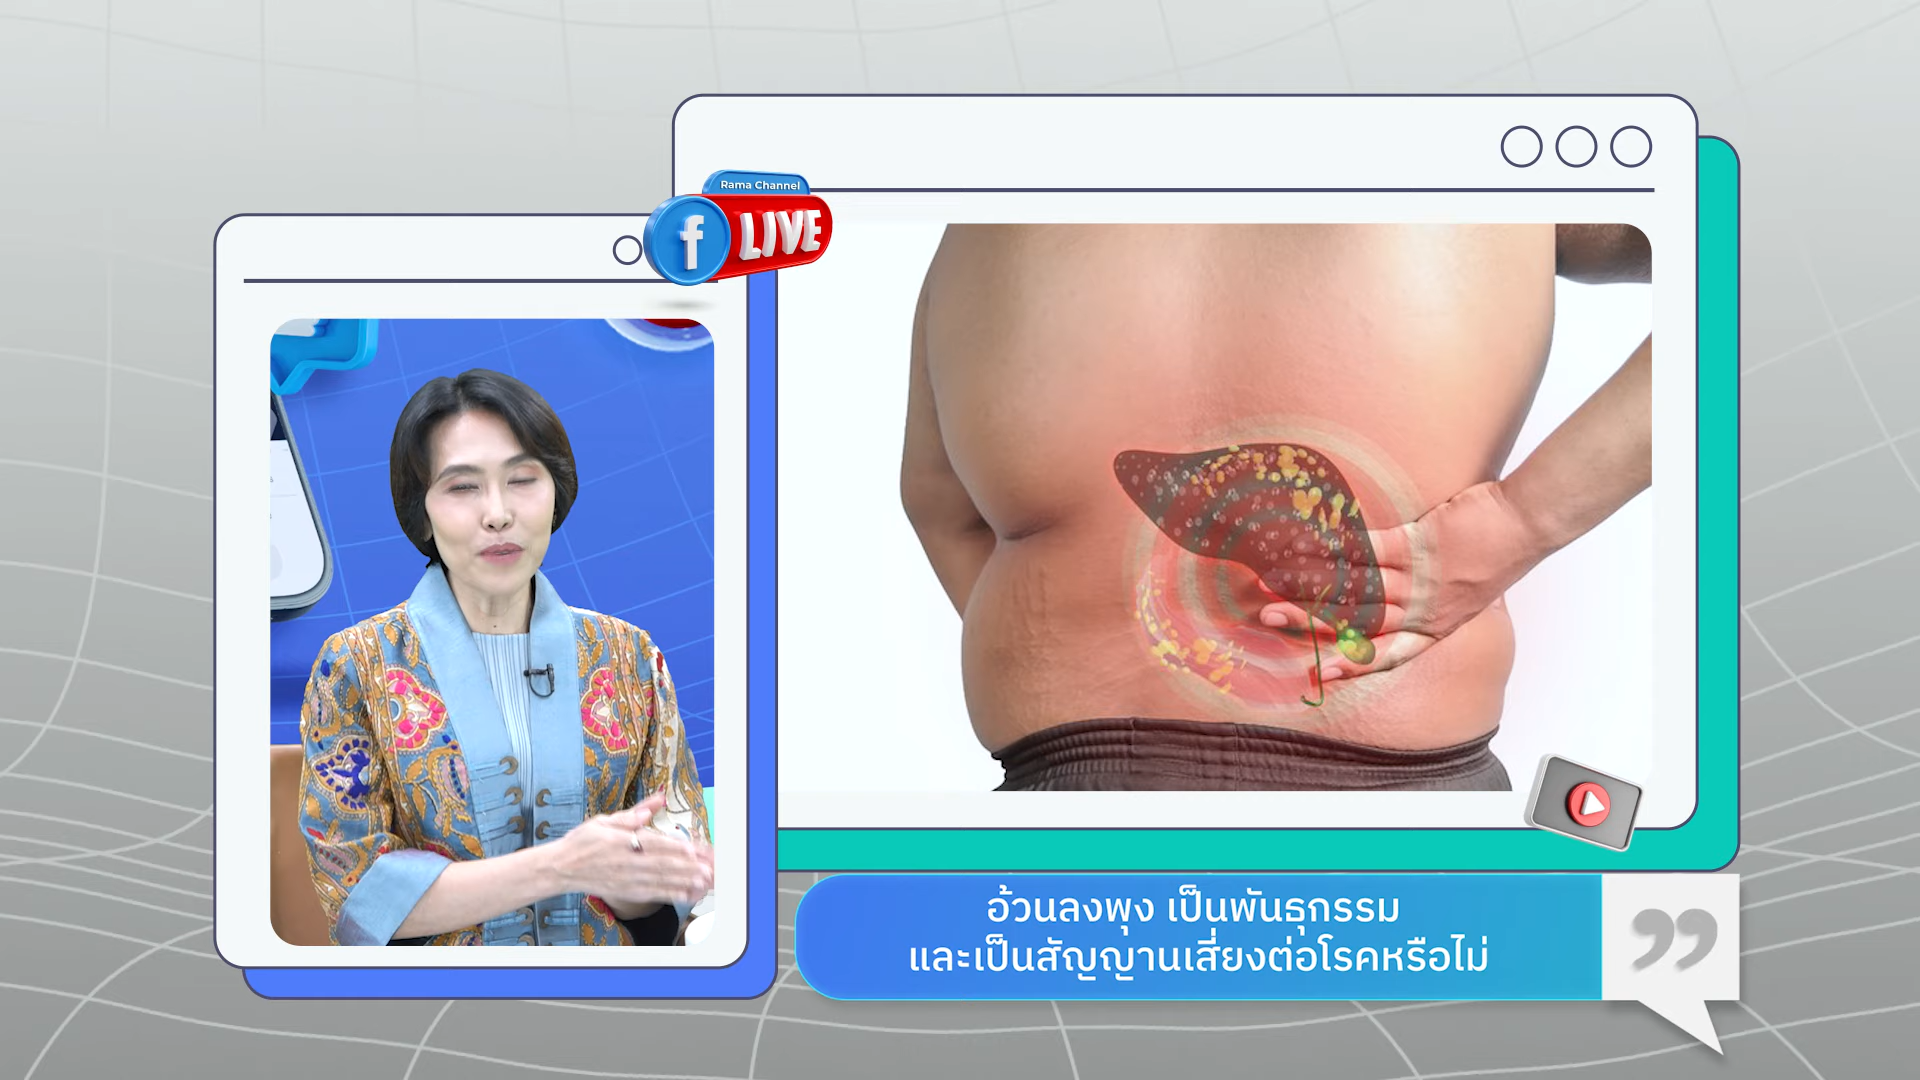 Rama Channel
f LIVE
อ้วนลงพุง เป็นพันธุกรรม
และเป็นสัญญานเสี่ยงต่อโรคหรือไม่